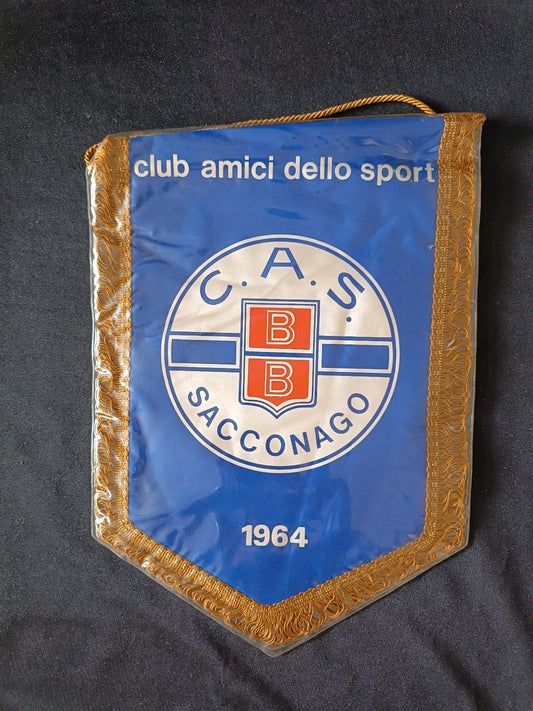 club amici dello sport
C.A.S.
B
B
SACCONAGO
1964